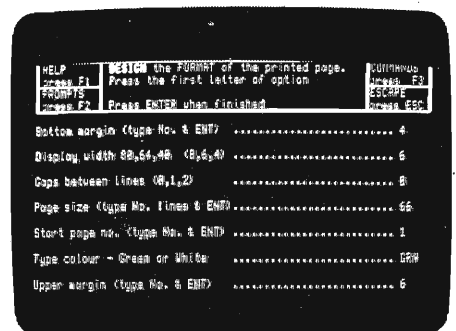 HELP
press F1
DESIGN the FORMAT of the printed page.
Press the first letter of option
COMMANDS
press F3
PROMPTS
press F2
Press ENTER when finished
ESCAPE
press ESC
Bottom margin (type No. & ENT) ........................ 4
Display width 80,64,40 (8,6,4) ........................ 6
Gaps between lines (0,1,2) ........................ 0
Page size (type No. lines & ENT) ........................ 66
Start page no. (type No. & ENT) ........................ 1
Type colour - Green or White ........................ GRN
Upper margin (type No. & ENT) ........................ 6